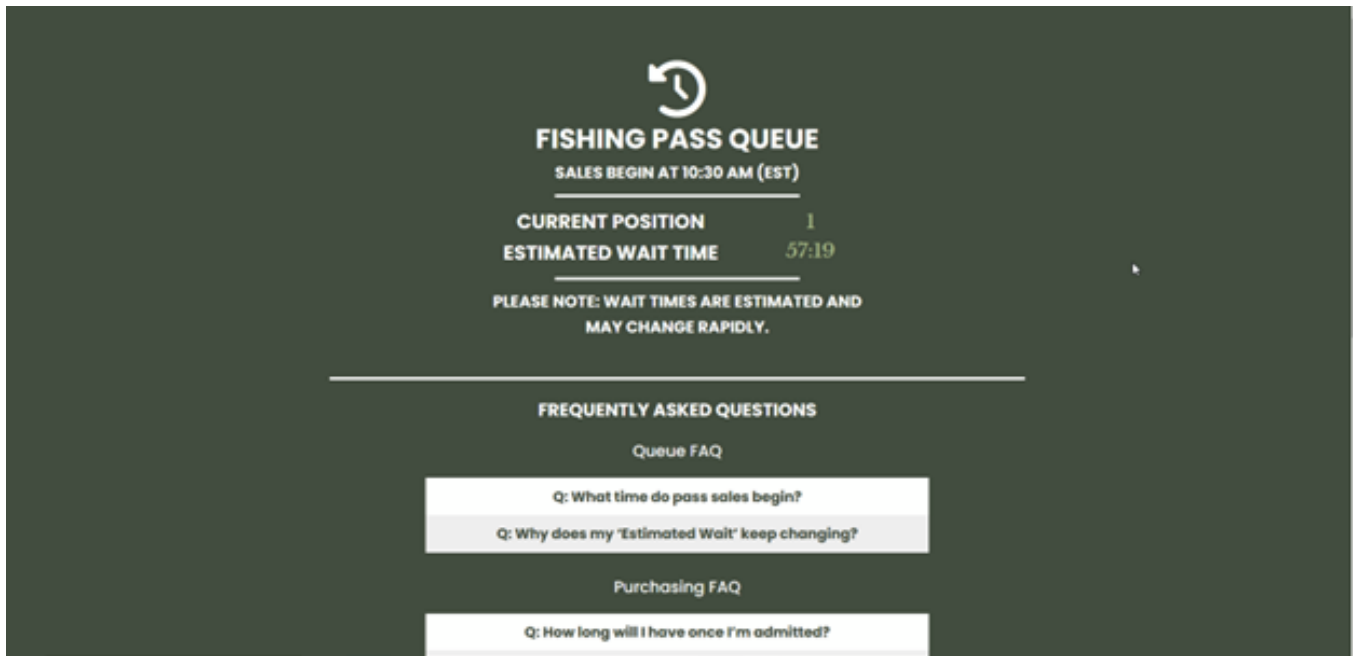 FISHING PASS QUEUE
SALES BEGIN AT 10:30 AM (EST)
CURRENT POSITION 1
ESTIMATED WAIT TIME 57:19
PLEASE NOTE: WAIT TIMES ARE ESTIMATED AND
MAY CHANGE RAPIDLY.
FREQUENTLY ASKED QUESTIONS
Queue FAQ
Q: What time do pass sales begin?
Q: Why does my 'Estimated Wait' keep changing?
Purchasing FAQ
Q: How long will I have once I'm admitted?